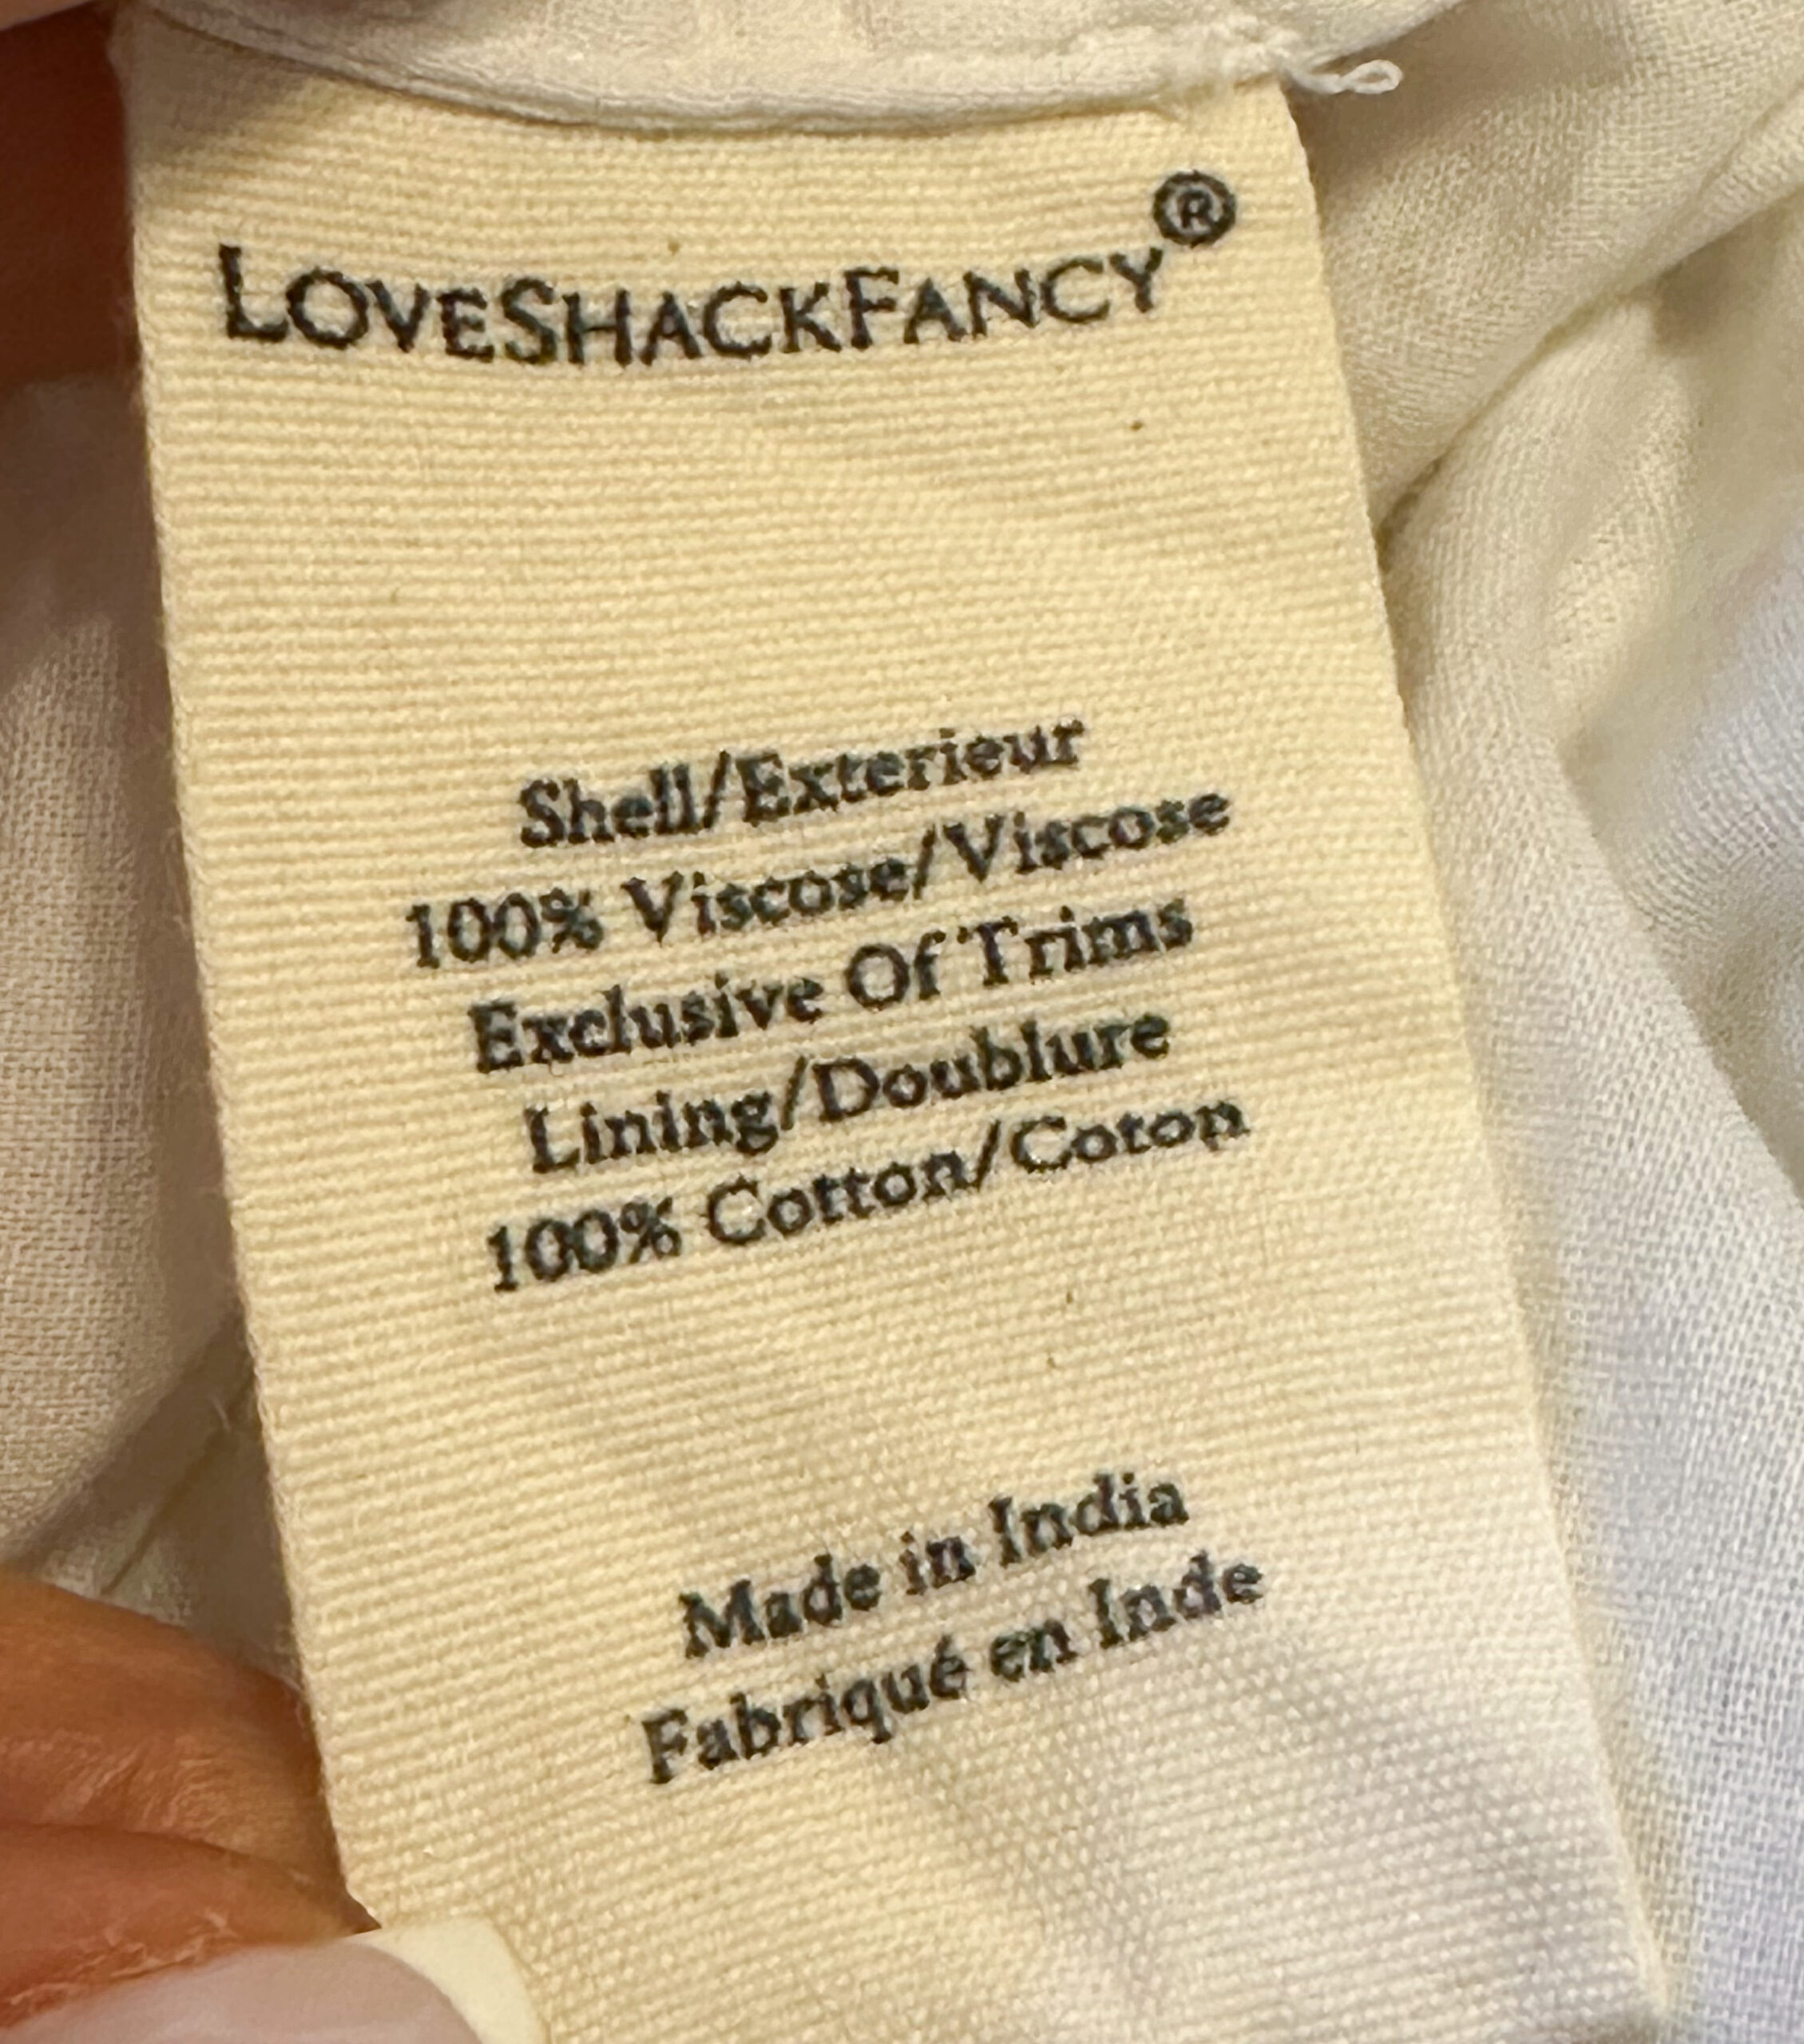 LOVESHACKFANCY®
Shell/Exterieur
100% Viscose/Viscose
Exclusive Of Trims
Lining/Doublure
100% Cotton/Coton
Made in India
Fabriqué en Inde